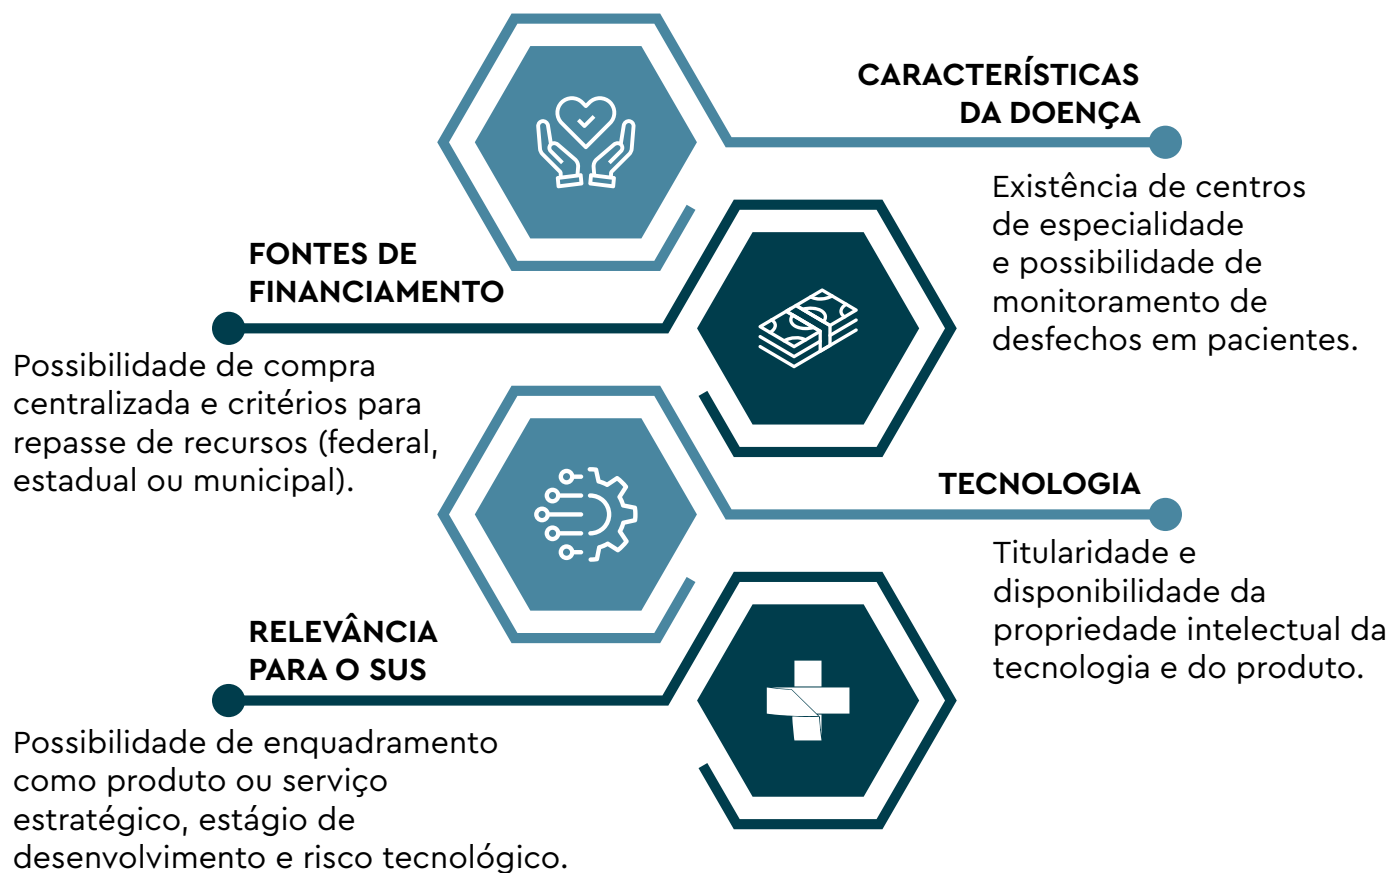 CARACTERÍSTICAS
DA DOENÇA
Existência de centros
de especialidade
e possibilidade de
monitoramento de
desfechos em pacientes.
FONTES DE
FINANCIAMENTO
Possibilidade de compra
centralizada e critérios para
repasse de recursos (federal,
estadual ou municipal).
TECNOLOGIA
Titularidade e
disponibilidade da
propriedade intelectual da
tecnologia e do produto.
RELEVÂNCIA
PARA O SUS
Possibilidade de enquadramento
como produto ou serviço
estratégico, estágio de
desenvolvimento e risco tecnológico.